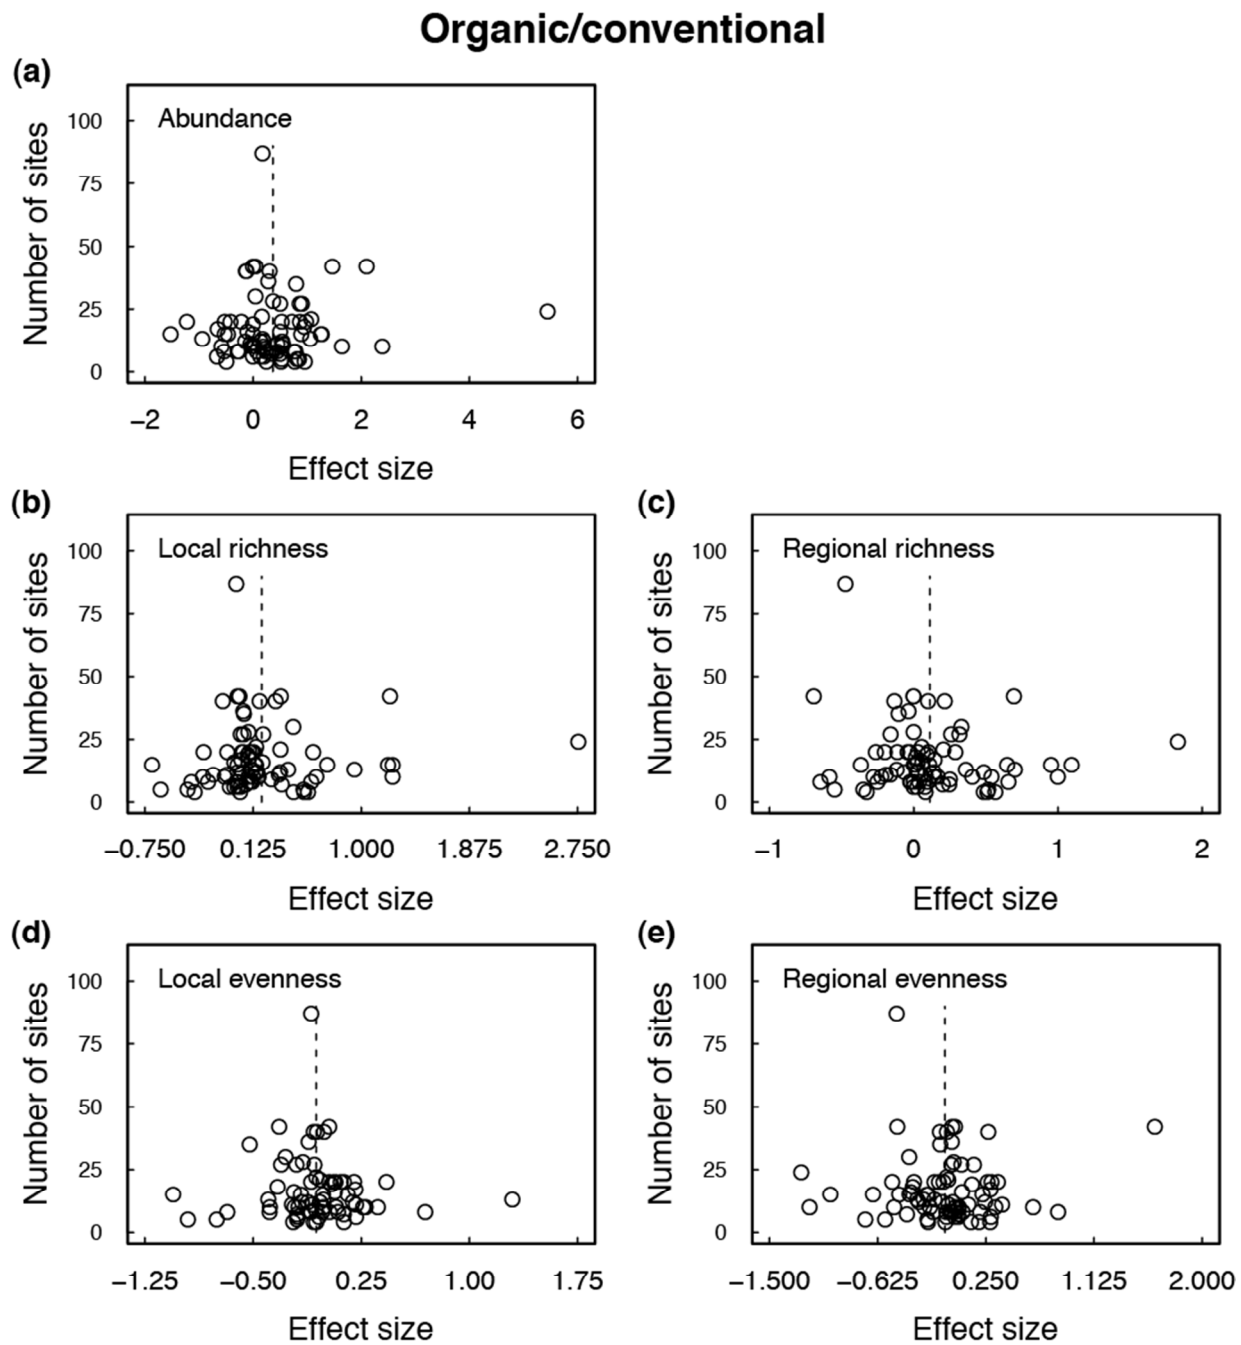 Organic/conventional
(a)
Abundance
Number of sites
100
75
50
25
0
−2 0 2 4 6
Effect size
(b)
Local richness
Number of sites
100
75
50
25
0
−0.750 0.125 1.000 1.875 2.750
Effect size
(c)
Regional richness
Number of sites
100
75
50
25
0
−1 0 1 2
Effect size
(d)
Local evenness
Number of sites
100
75
50
25
0
−1.25 −0.50 0.25 1.00 1.75
Effect size
(e)
Regional evenness
Number of sites
100
75
50
25
0
−1.500 −0.625 0.250 1.125 2.000
Effect size